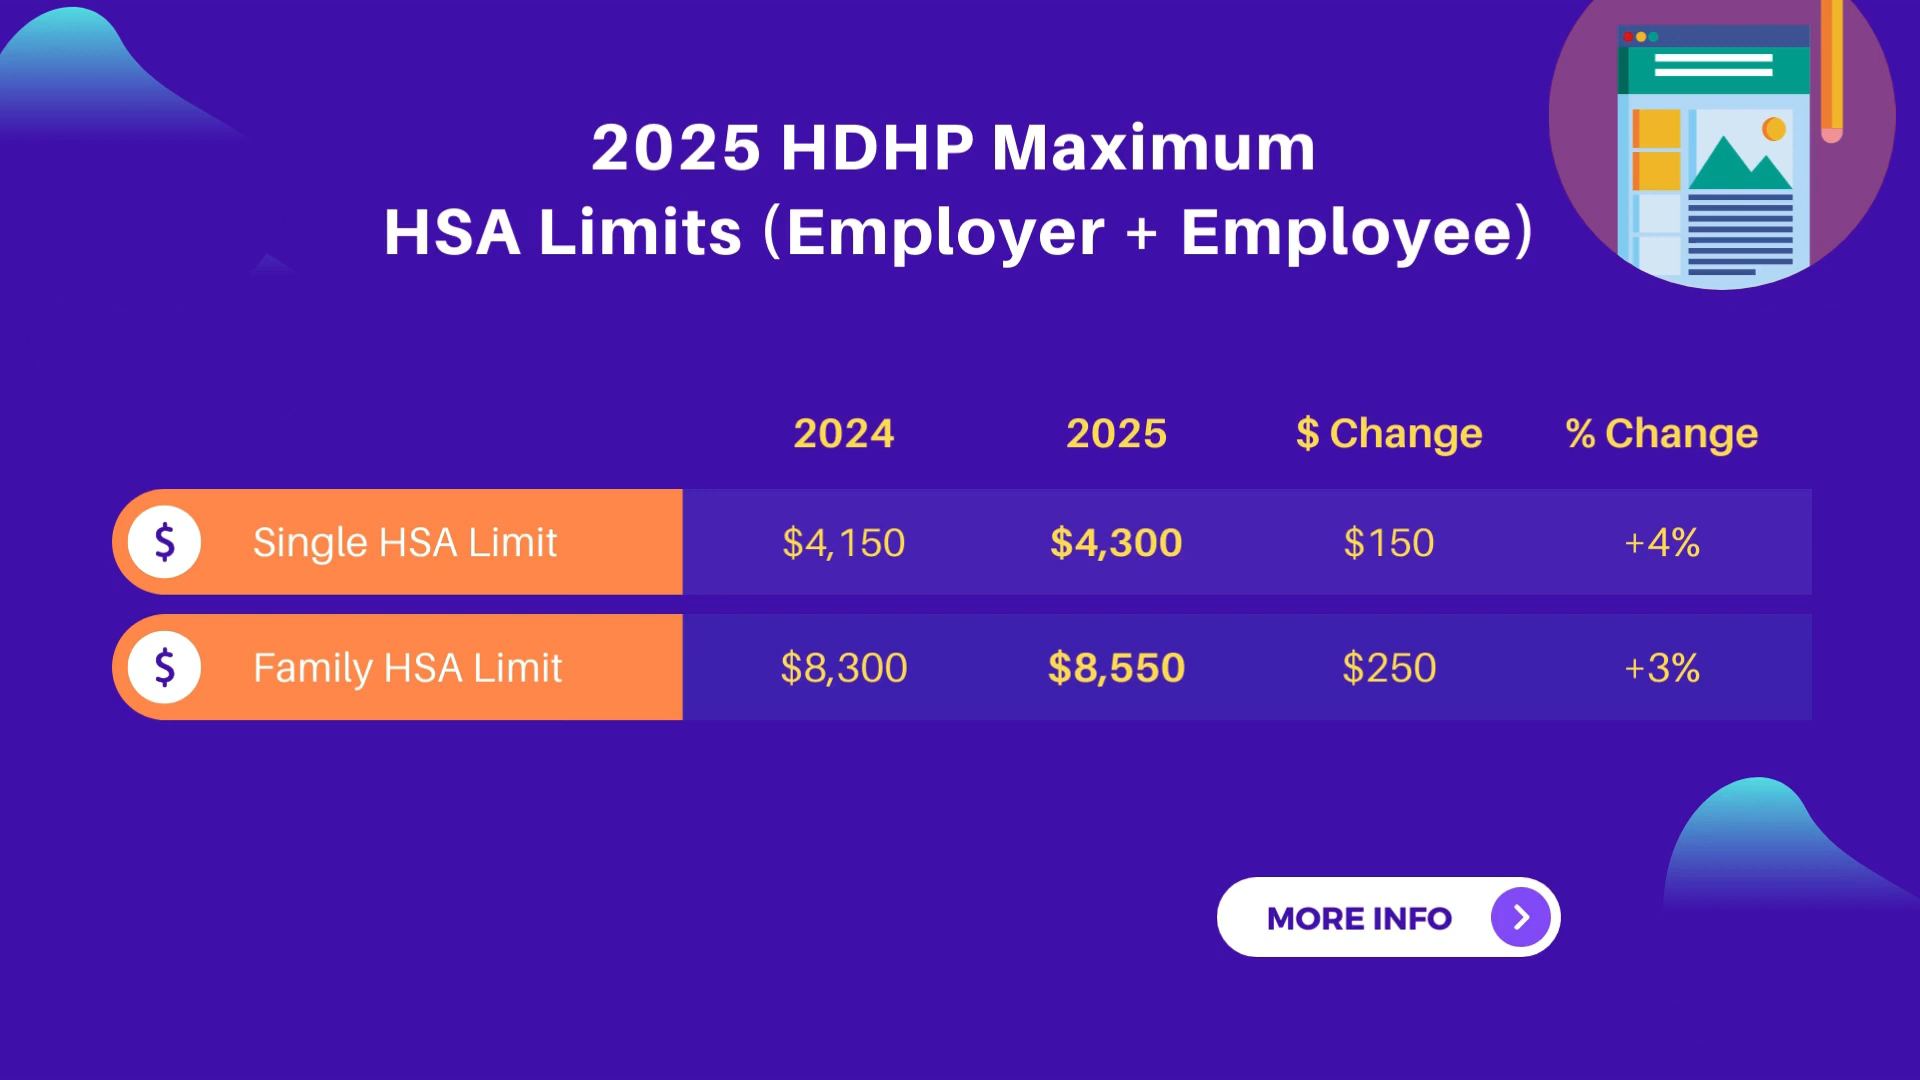 2025 HDHP Maximum
HSA Limits (Employer + Employee)
2024 2025 $ Change % Change
$ Single HSA Limit $4,150 $4,300 $150 +4%
$ Family HSA Limit $8,300 $8,550 $250 +3%
MORE INFO